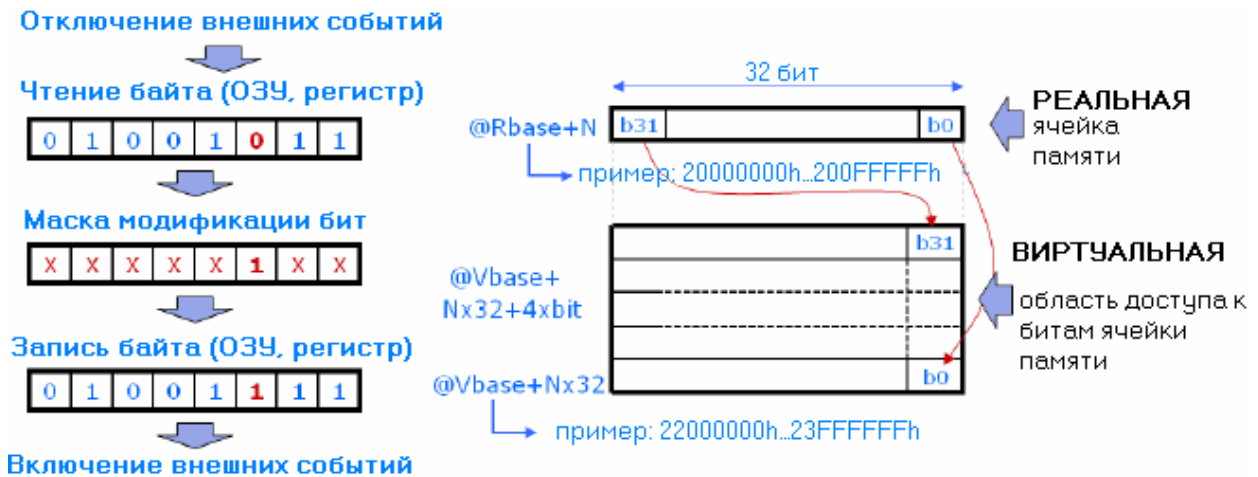 Отключение внешних событий
Чтение байта (ОЗУ, регистр)
0 1 0 0 1 0 1 1
Маска модификации бит
X X X X X 1 X X
Запись байта (ОЗУ, регистр)
0 1 0 0 1 1 1 1
Включение внешних событий
32 бит
@Rbase+N
b31
b0
пример: 20000000h...200FFFFFh
РЕАЛЬНАЯ
ячейка
памяти
b31
@Vbase+
Nx32+4xbit
b0
@Vbase+Nx32
пример: 22000000h...23FFFFFFh
ВИРТУАЛЬНАЯ
область доступа к
битам ячейки
памяти